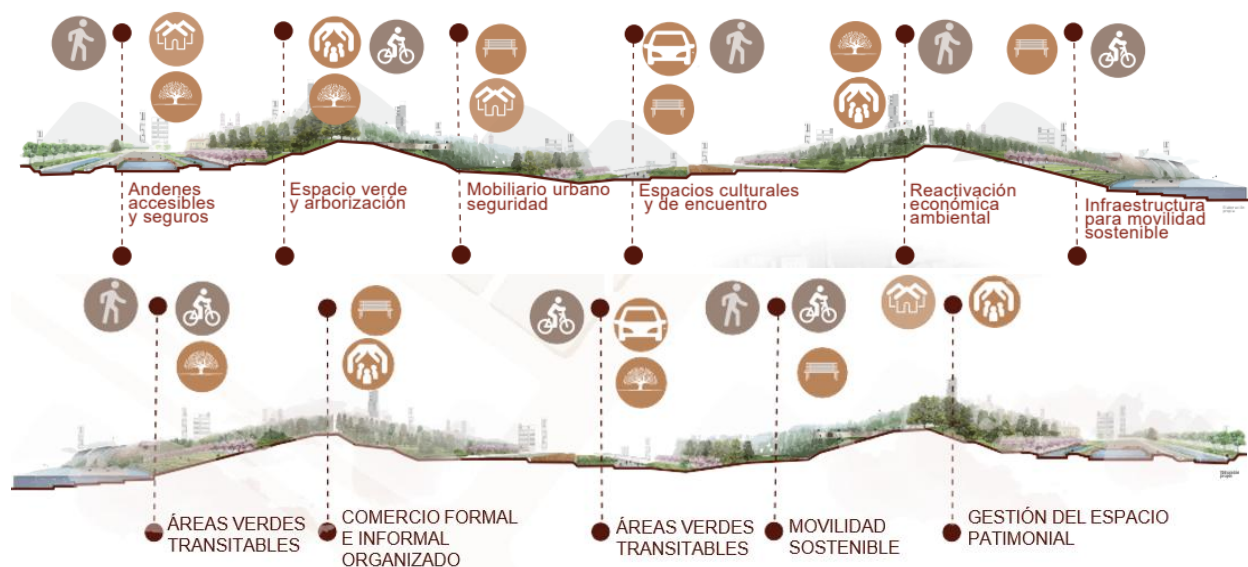 Andenes
accesibles
y seguros
Espacio verde
y arborización
Mobiliario urbano
seguridad
Espacios culturales
y de encuentro
Reactivación
económica
ambiental
Infraestructura
para movilidad
sostenible
ÁREAS VERDES
TRANSITABLES
COMERCIO FORMAL
E INFORMAL
ORGANIZADO
ÁREAS VERDES
TRANSITABLES
MOVILIDAD
SOSTENIBLE
GESTIÓN DEL ESPACIO
PATIMONIAL